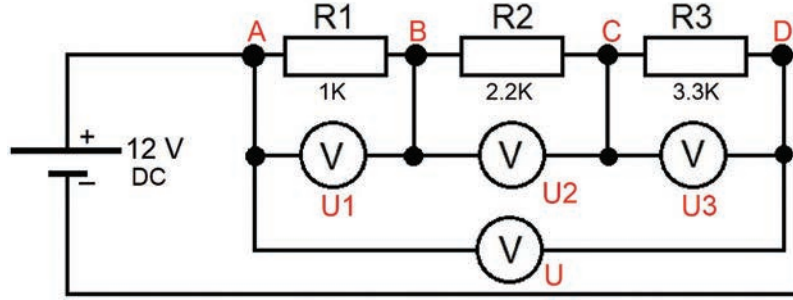 R1 R2 R3
A B C D
1K 2.2K 3.3K
+ 12 V
– DC
V V V
U1 U2 U3
V
U